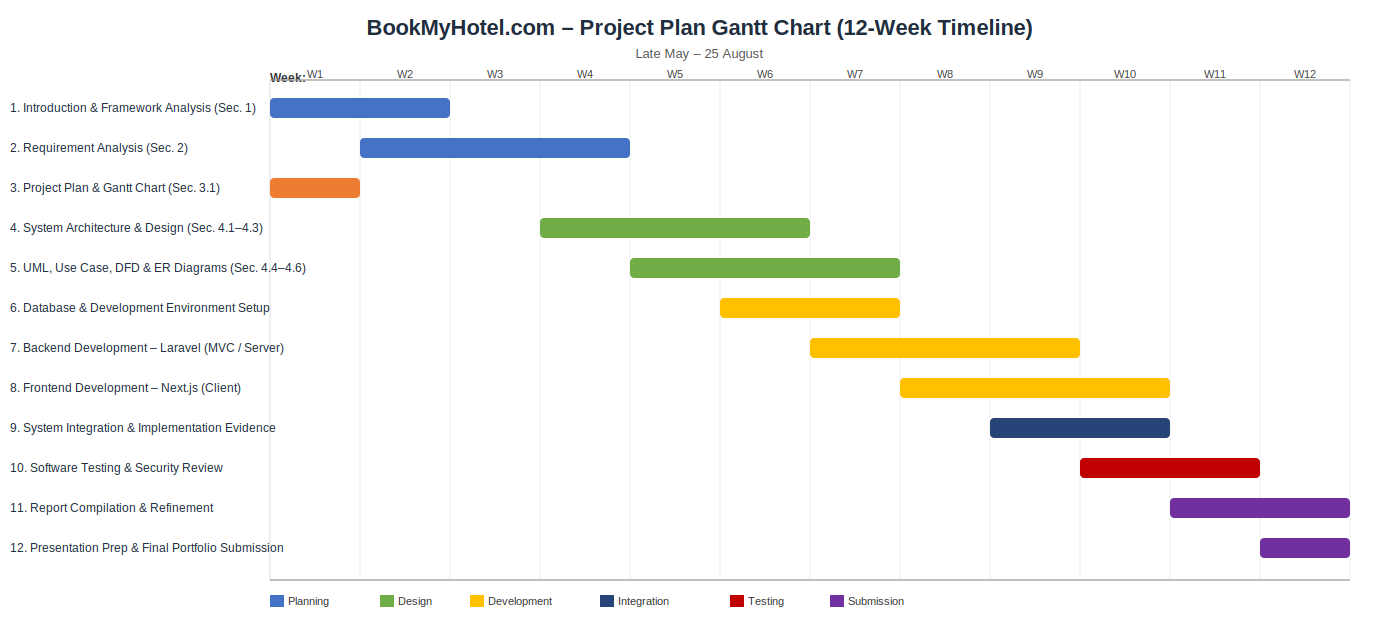 BookMyHotel.com – Project Plan Gantt Chart (12-Week Timeline)
Late May – 25 August
Week: W1 W2 W3 W4 W5 W6 W7 W8 W9 W10 W11 W12
1. Introduction & Framework Analysis (Sec. 1)
2. Requirement Analysis (Sec. 2)
3. Project Plan & Gantt Chart (Sec. 3.1)
4. System Architecture & Design (Sec. 4.1–4.3)
5. UML, Use Case, DFD & ER Diagrams (Sec. 4.4–4.6)
6. Database & Development Environment Setup
7. Backend Development – Laravel (MVC / Server)
8. Frontend Development – Next.js (Client)
9. System Integration & Implementation Evidence
10. Software Testing & Security Review
11. Report Compilation & Refinement
12. Presentation Prep & Final Portfolio Submission
Planning Design Development Integration Testing Submission